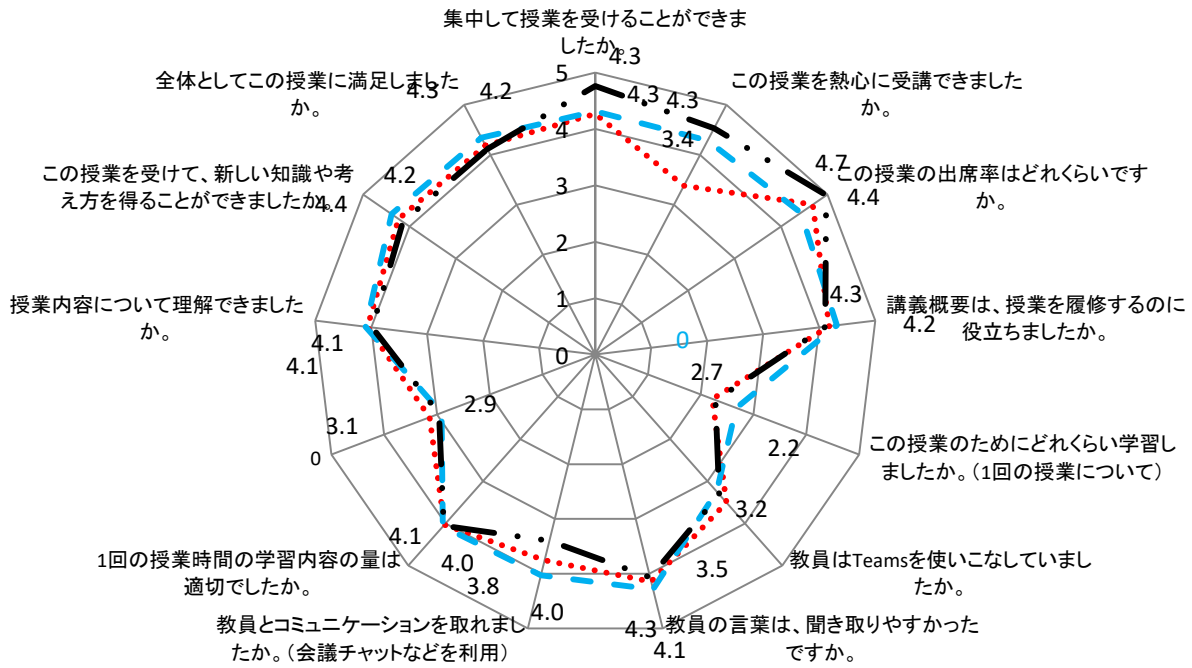 集中して授業を受けることができま
したか。
4.3
この授業を熱心に受講できました
か。
4.3
4.3
3.4
4.7
この授業の出席率はどれくらいです
か。
4.4
講義概要は、授業を履修するのに
役立ちましたか。
4.3
4.2
この授業のためにどれくらい学習し
ましたか。(1回の授業について)
2.7
2.2
教員はTeamsを使いこなしていまし
たか。
3.2
3.5
教員の言葉は、聞き取りやすかった
ですか。
4.3
4.1
教員とコミュニケーションを取れまし
たか。(会議チャットなどを利用)
3.8
4.0
1回の授業時間の学習内容の量は
適切でしたか。
4.1
4.0
0
3.1
2.9
授業内容について理解できました
か。
4.1
4.1
この授業を受けて、新しい知識や考
え方を得ることができましたか。
4.2
4.4
全体としてこの授業に満足しました
か。
4.3
4.2
5
4
3
2
1
0
0